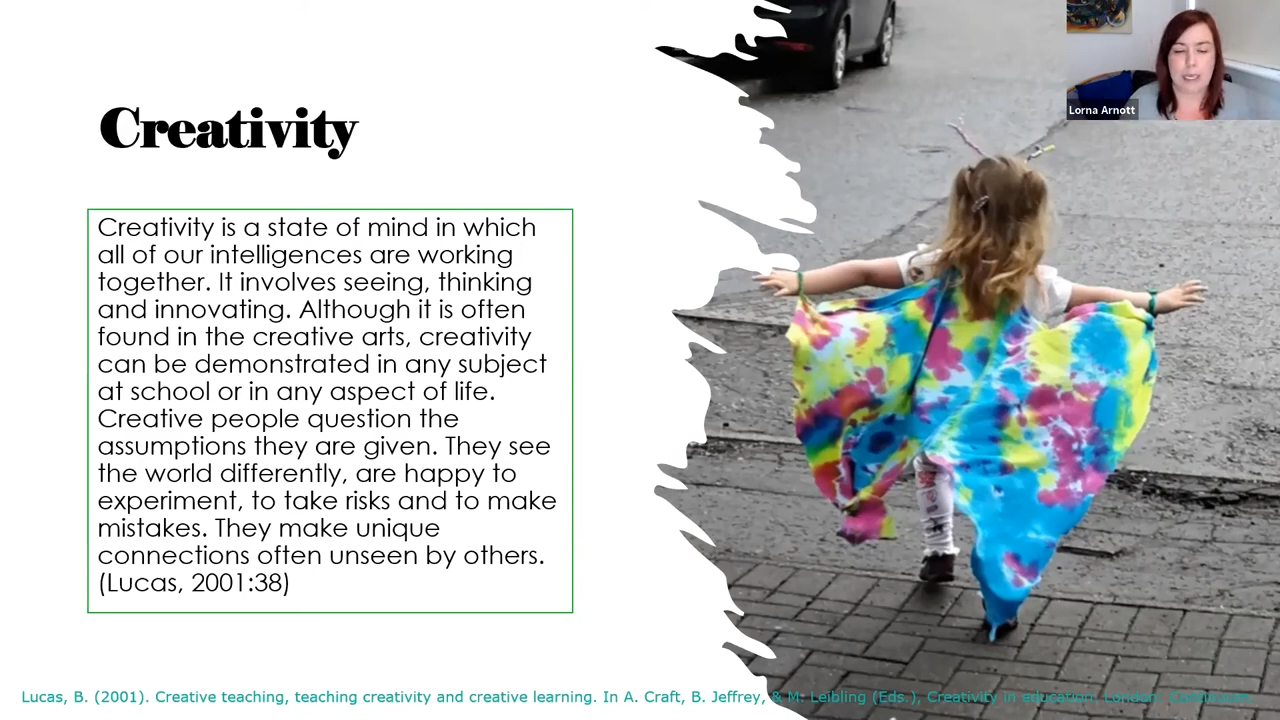 Lorna Arnott
Creativity
Creativity is a state of mind in which
all of our intelligences are working
together. It involves seeing, thinking
and innovating. Although it is often
found in the creative arts, creativity
can be demonstrated in any subject
at school or in any aspect of life.
Creative people question the
assumptions they are given. They see
the world differently, are happy to
experiment, to take risks and to make
mistakes. They make unique
connections often unseen by others.
(Lucas, 2001:38)
Lucas, B. (2001). Creative teaching, teaching creativity and creative learning. In A. Craft, B. Jeffrey, & M. Leibling (Eds.), Creativity in education, London: Continuum.